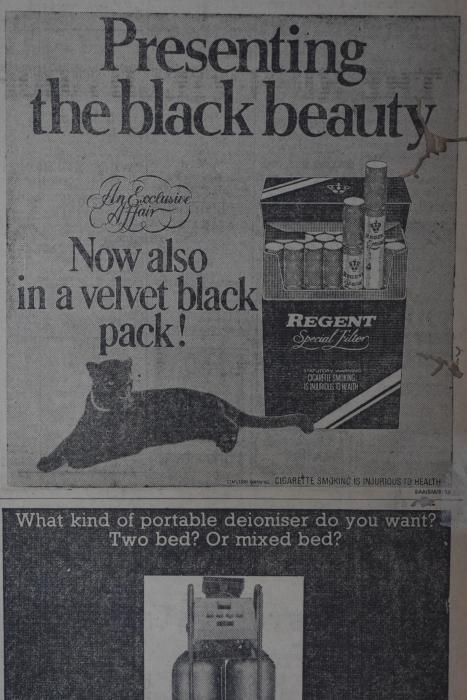 Presenting
the black beauty
An Exclusive
Affair
Now also
in a velvet black
pack!
REGENT
Special Filter
STATUTORY WARNING
CIGARETTE SMOKING
IS INJURIOUS TO HEALTH
STATUTORY WARNING: CIGARETTE SMOKING IS INJURIOUS TO HEALTH
What kind of portable deioniser do you want?
Two bed? Or mixed bed?